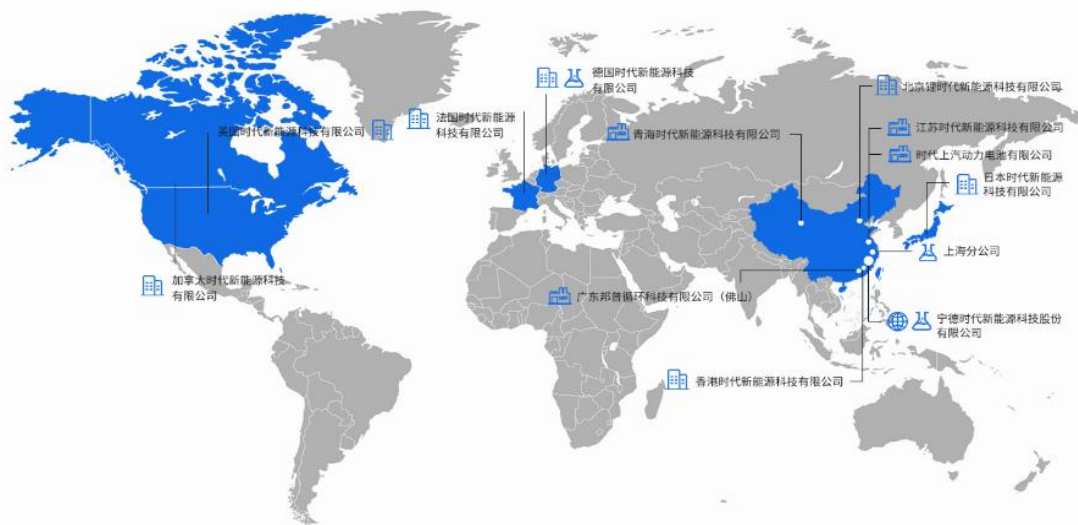 德国时代新能源科技
有限公司
北京锂时代新能源科技有限公司
法国时代新能源
科技有限公司
美国时代新能源科技有限公司
青海时代新能源科技有限公司
江苏时代新能源科技有限公司
时代上汽动力电池有限公司
日本时代新能源
科技有限公司
上海分公司
加拿大时代新能源科技
有限公司
广东邦普循环科技有限公司（佛山）
宁德时代新能源科技股份
有限公司
香港时代新能源科技有限公司